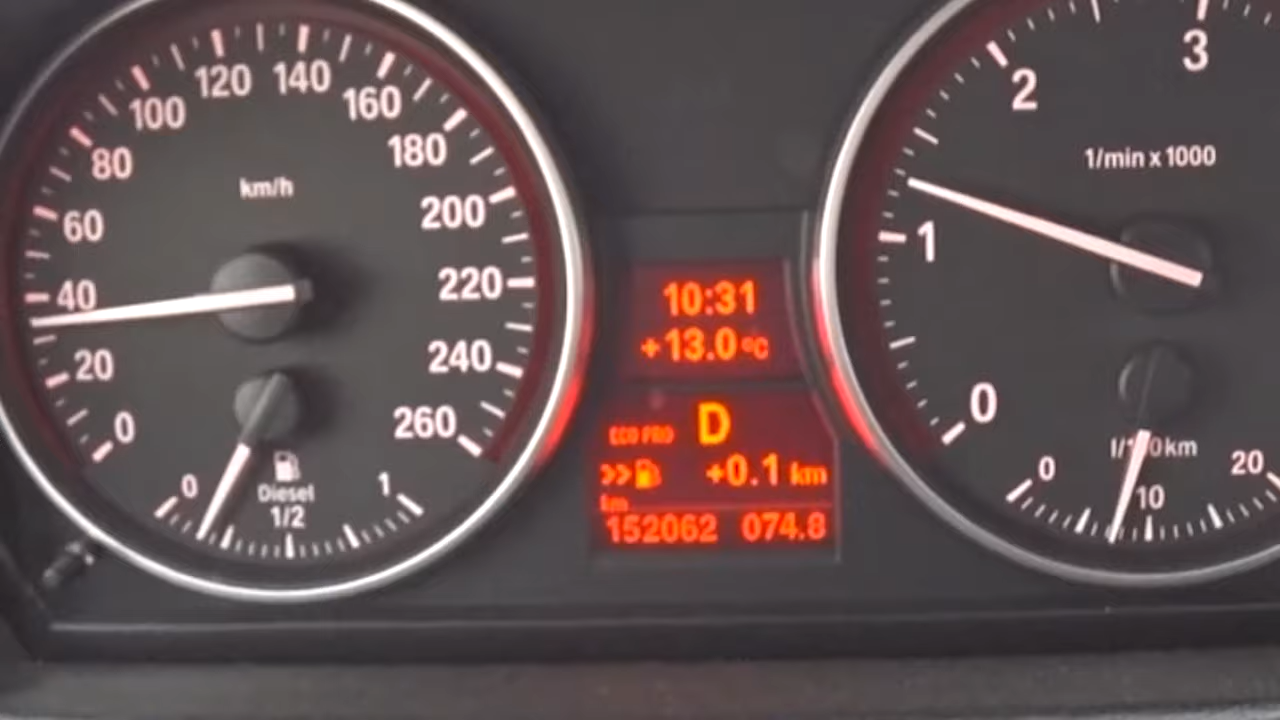 0 20 40 60 80 100 120 140 160 180 200 220 240 260
km/h
0 1/2 1
Diesel
10:31
+13.0 °C
ECO PRO D
>> +0.1 km
km
152062 074.8
0 1 2 3
1/min x 1000
l/100km
0 10 20